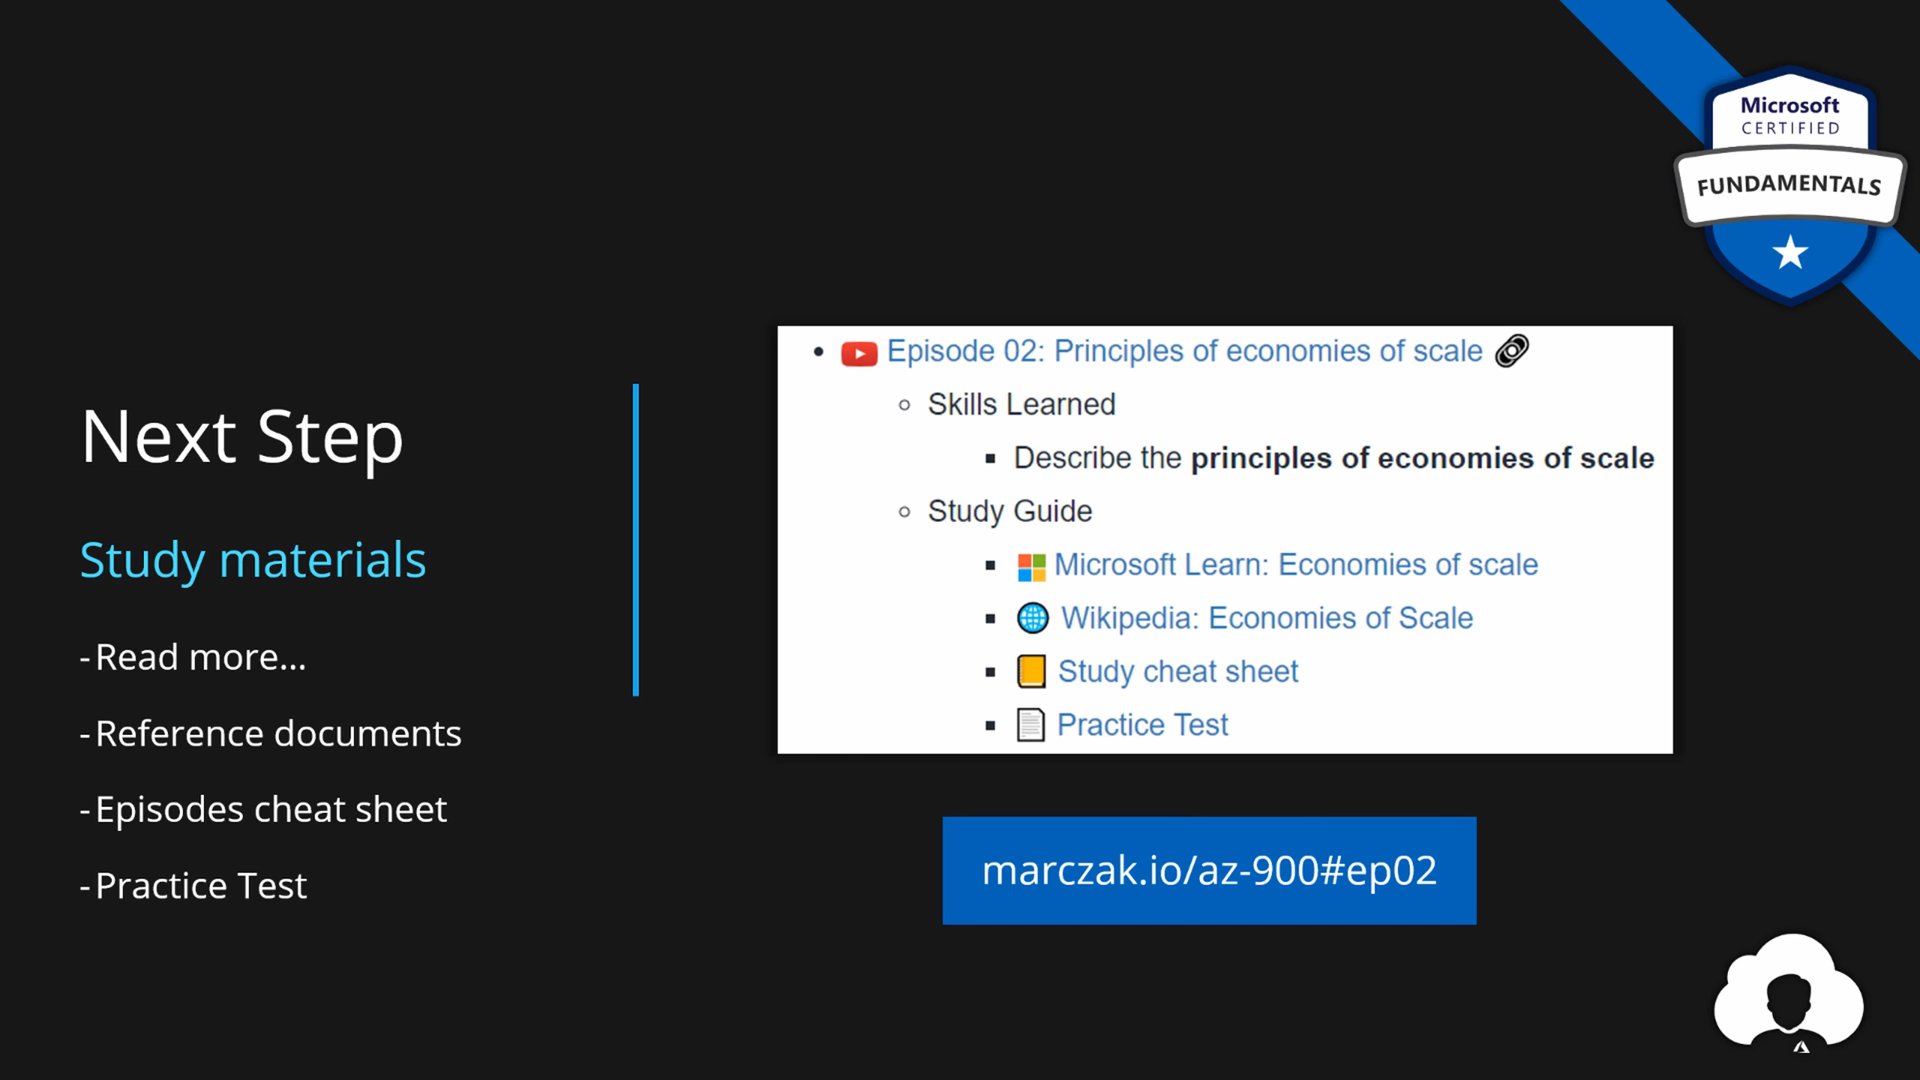 Microsoft
CERTIFIED
FUNDAMENTALS
Next Step
Study materials
-Read more...
-Reference documents
-Episodes cheat sheet
-Practice Test
• Episode 02: Principles of economies of scale
Skills Learned
Describe the principles of economies of scale
Study Guide
Microsoft Learn: Economies of scale
Wikipedia: Economies of Scale
Study cheat sheet
Practice Test
marczak.io/az-900#ep02